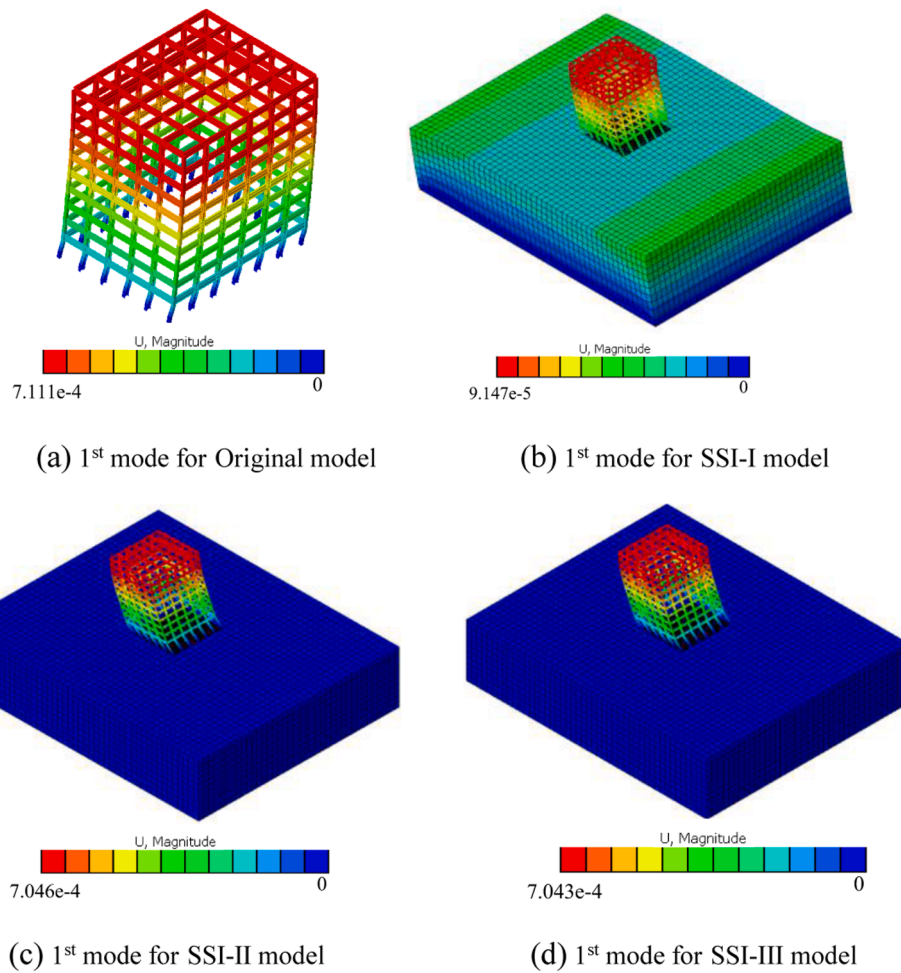 U, Magnitude
7.111e-4 0
(a) 1st mode for Original model
U, Magnitude
9.147e-5 0
(b) 1st mode for SSI-I model
U, Magnitude
7.046e-4 0
(c) 1st mode for SSI-II model
U, Magnitude
7.043e-4 0
(d) 1st mode for SSI-III model